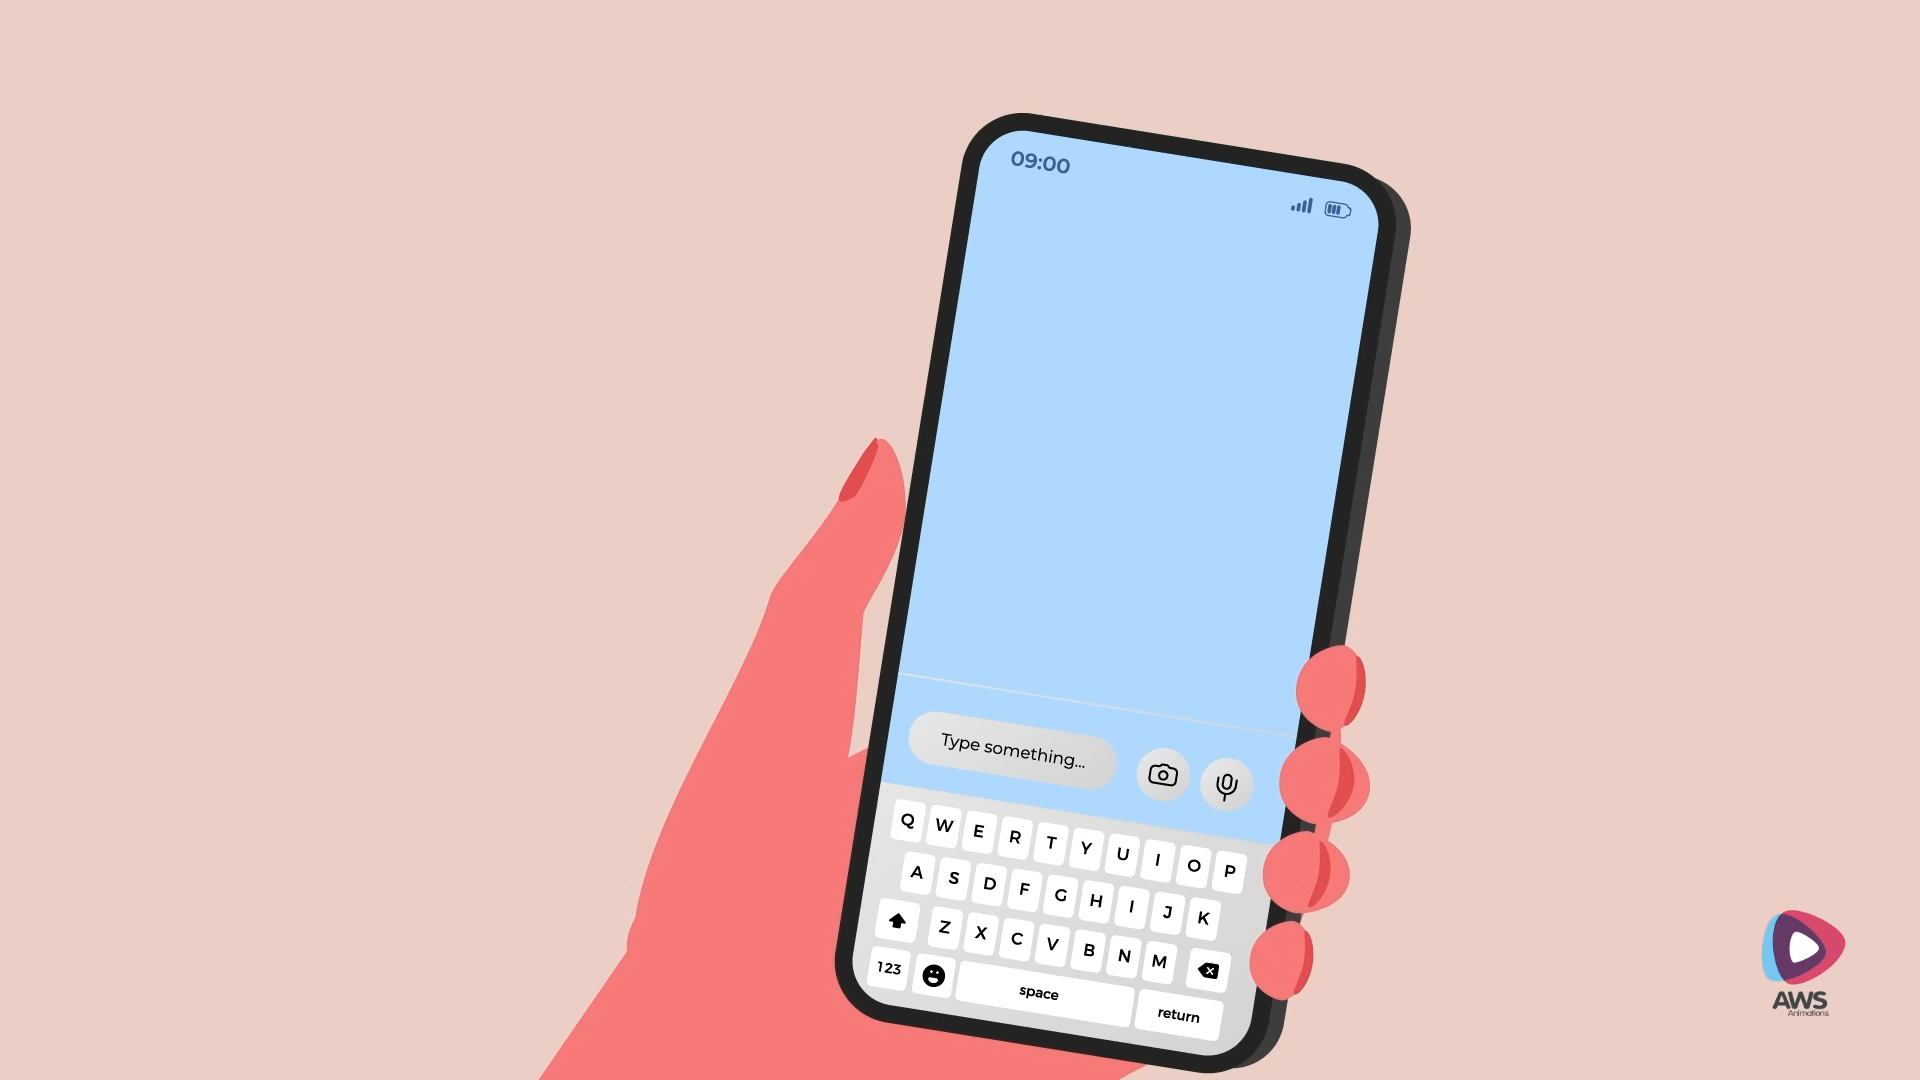 09:00
Type something...
Q W E R T Y U I O P
A S D F G H I J K
Z X C V B N M
123 space return
AWS
Animations